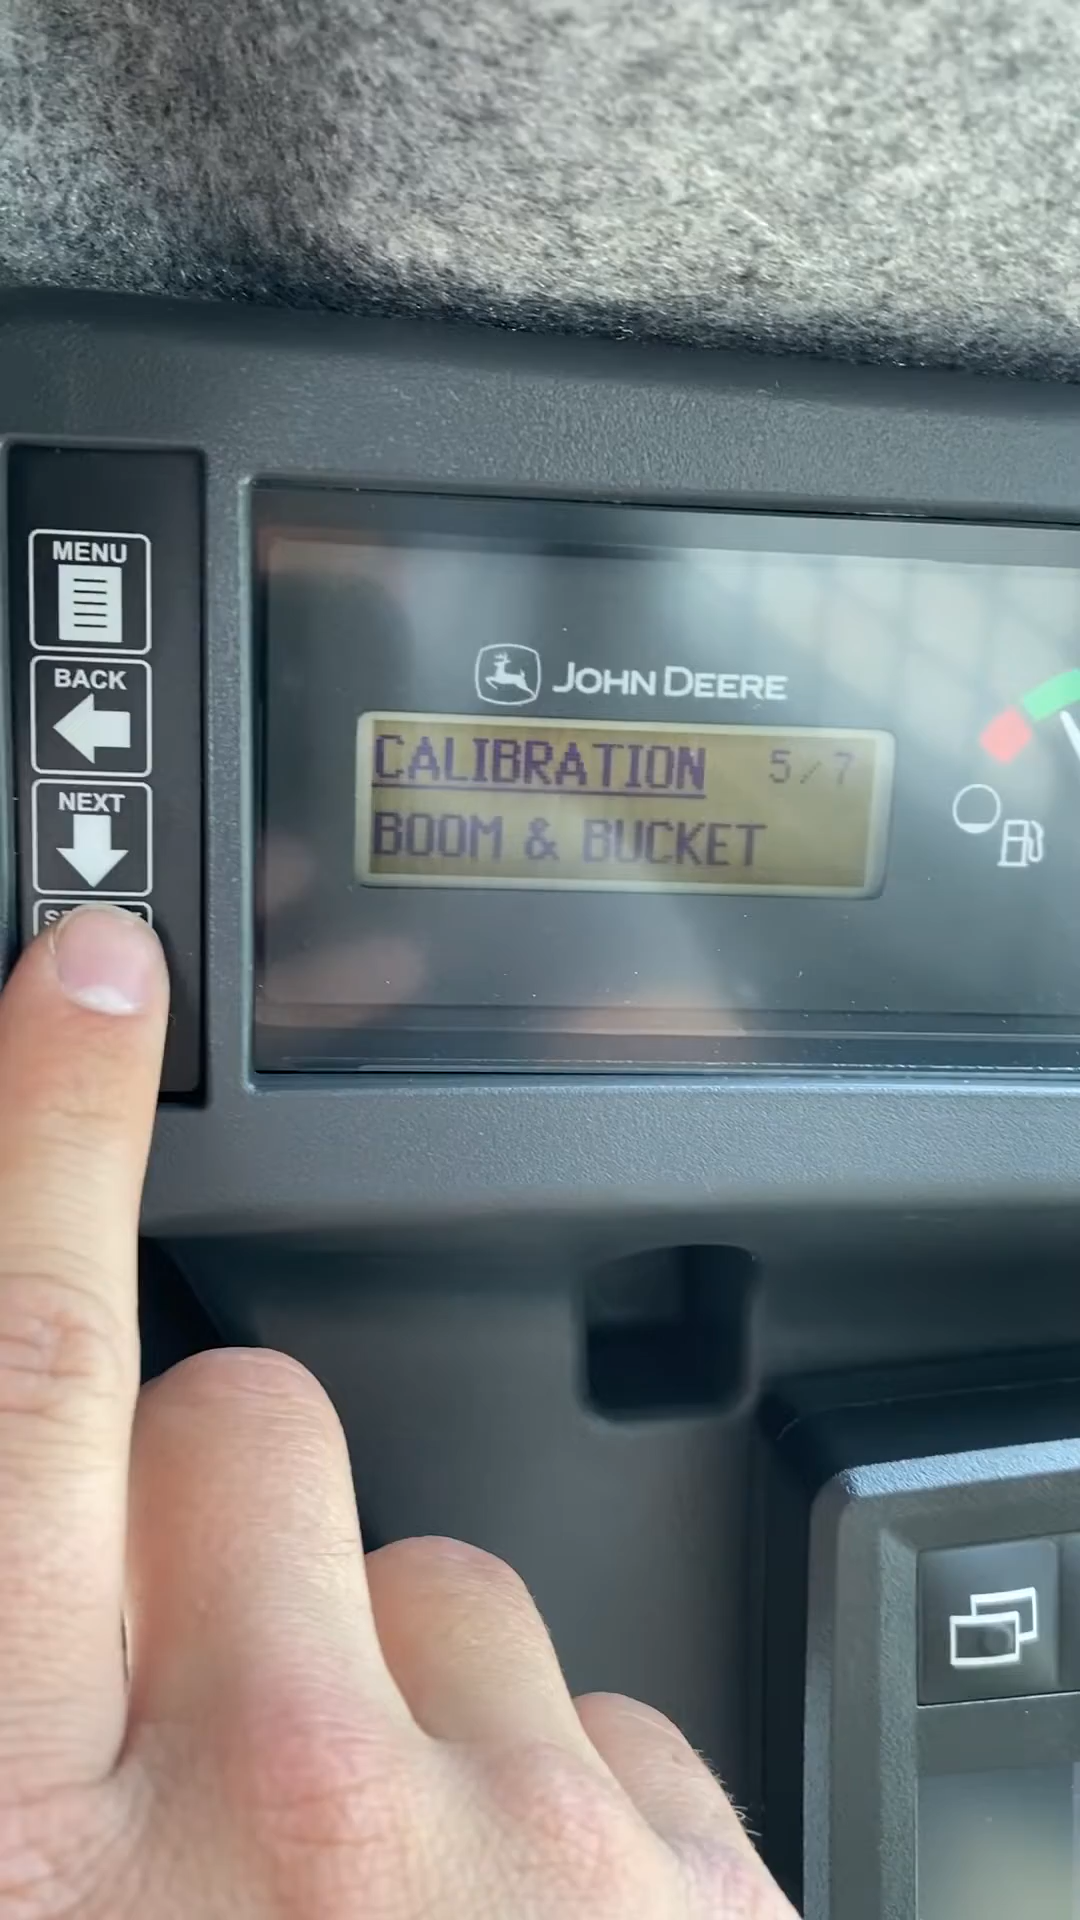 MENU
BACK
NEXT
JOHN DEERE
CALIBRATION 5/7
BOOM & BUCKET